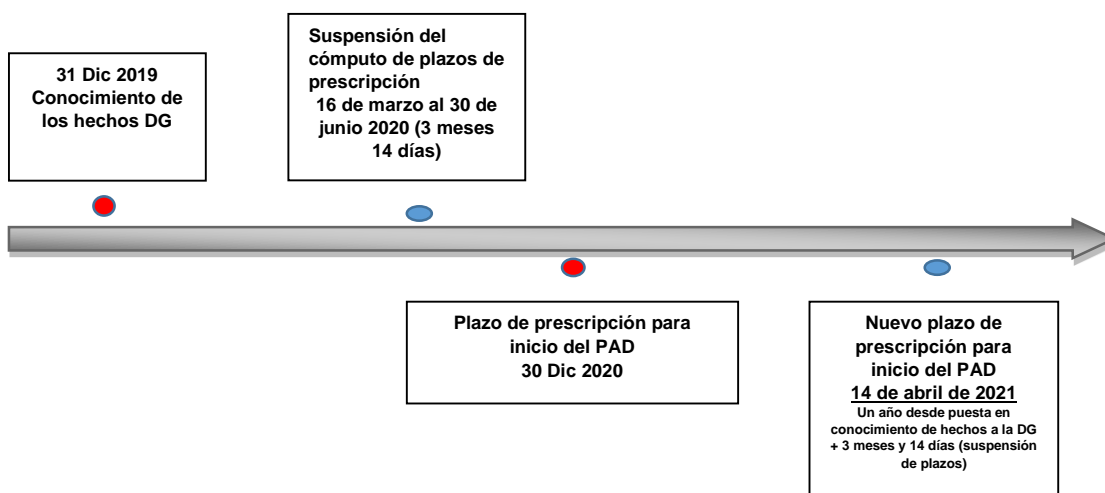 31 Dic 2019
Conocimiento de
los hechos DG
Suspensión del
cómputo de plazos de
prescripción
16 de marzo al 30 de
junio 2020 (3 meses
14 días)
Plazo de prescripción para
inicio del PAD
30 Dic 2020
Nuevo plazo de
prescripción para
inicio del PAD
14 de abril de 2021
Un año desde puesta en
conocimiento de hechos a la DG
+ 3 meses y 14 días (suspensión
de plazos)